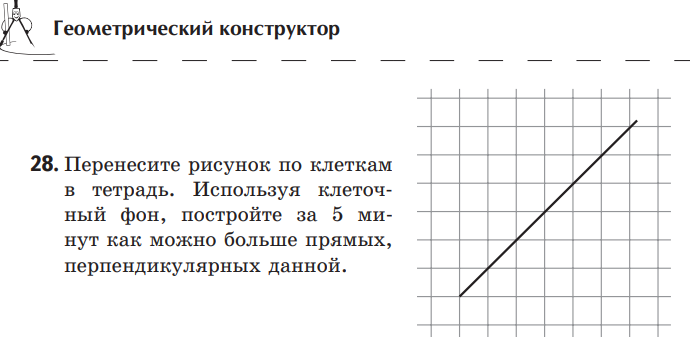 Геометрический конструктор
28. Перенесите рисунок по клеткам
в тетрадь. Используя клеточ-
ный фон, постройте за 5 ми-
нут как можно больше прямых,
перпендикулярных данной.